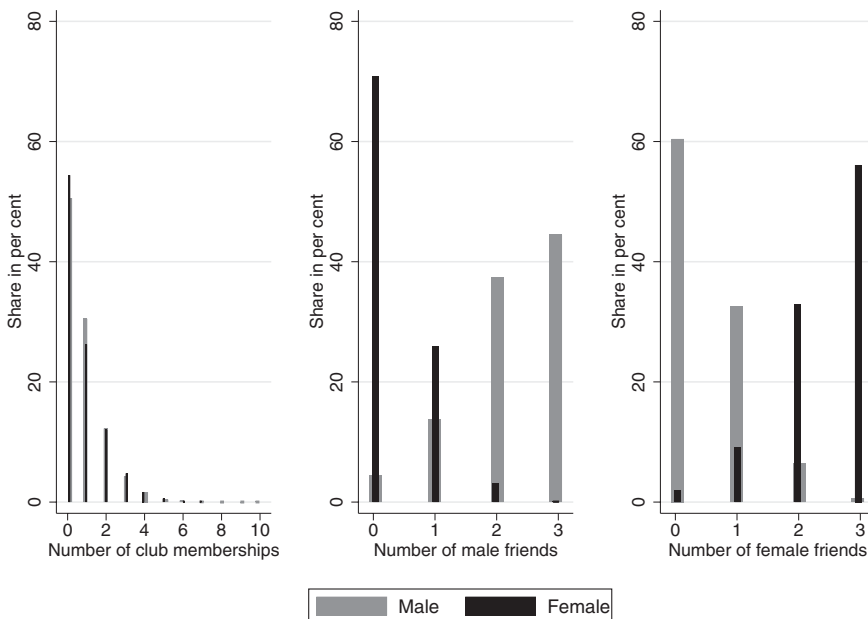 80
60
40
20
0
Share in per cent
0 2 4 6 8 10
Number of club memberships
80
60
40
20
0
Share in per cent
0 1 2 3
Number of male friends
80
60
40
20
0
Share in per cent
0 1 2 3
Number of female friends
Male Female